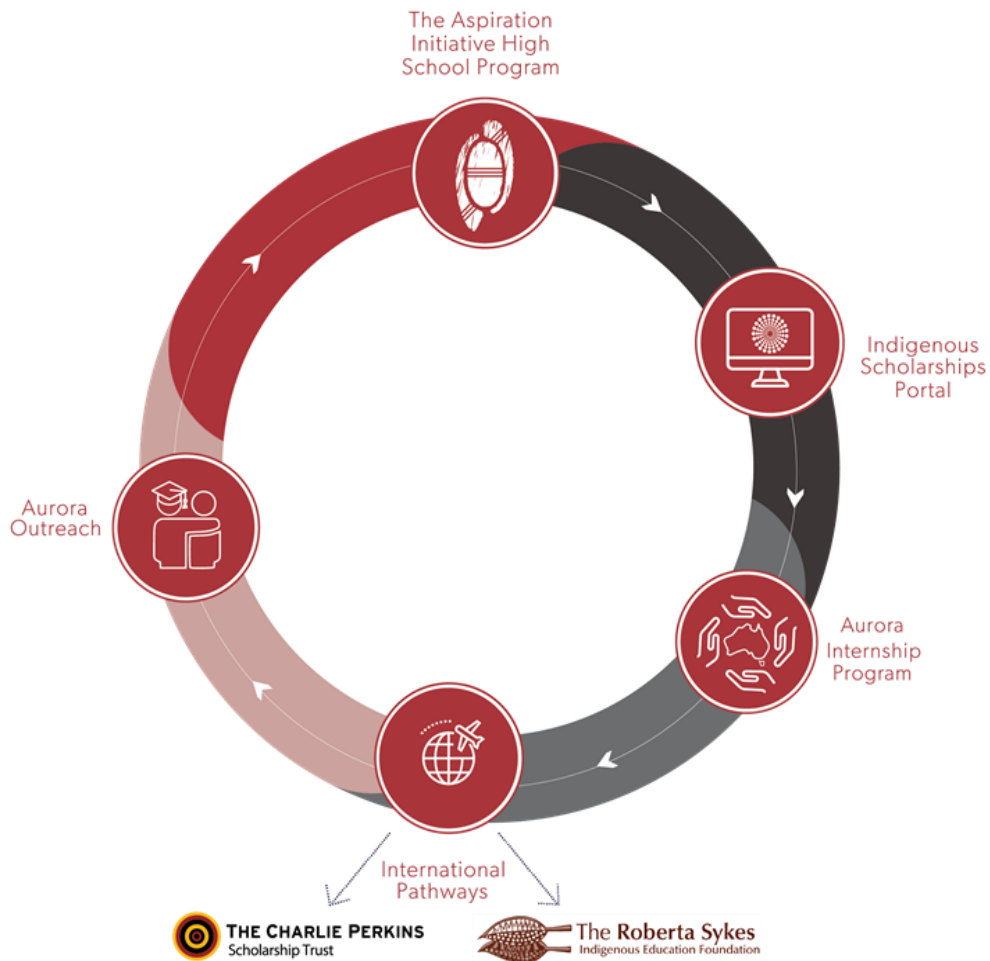 The Aspiration
Initiative High
School Program
Indigenous
Scholarships
Portal
Aurora
Internship
Program
Aurora
Outreach
International
Pathways
THE CHARLIE PERKINS
Scholarship Trust
The Roberta Sykes
Indigenous Education Foundation